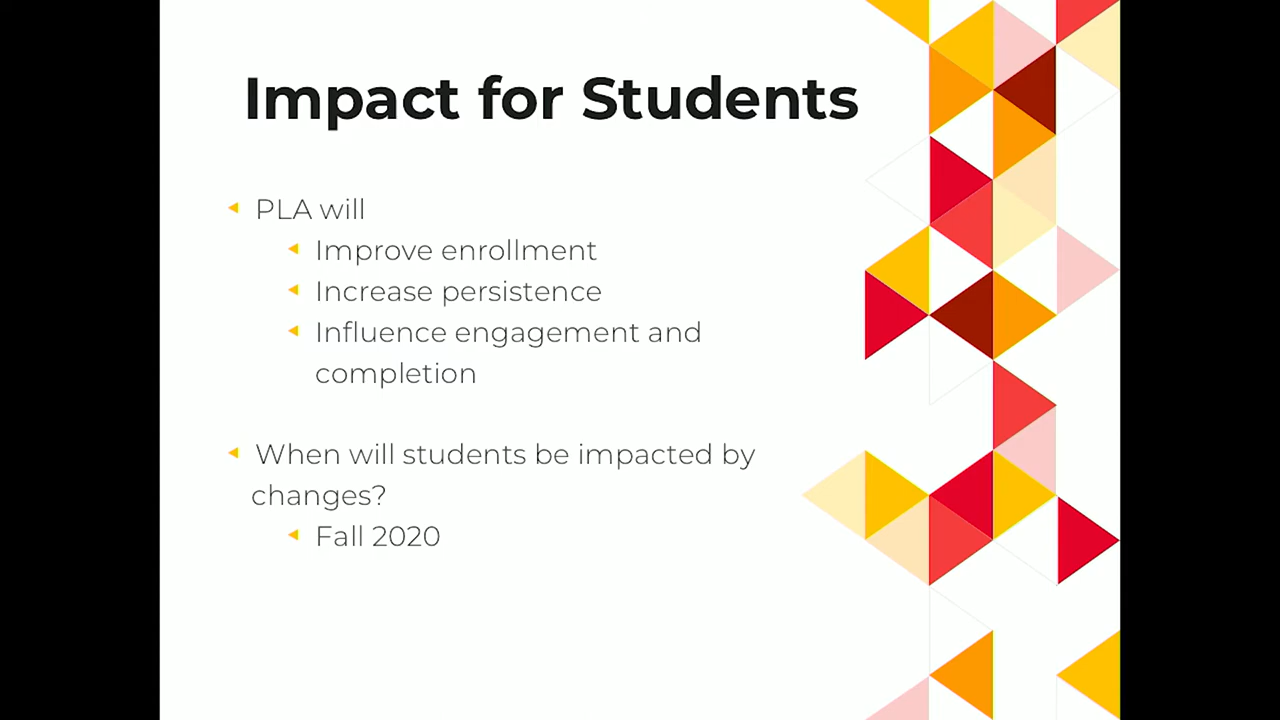 Impact for Students
PLA will
Improve enrollment
Increase persistence
Influence engagement and
completion
When will students be impacted by
changes?
Fall 2020